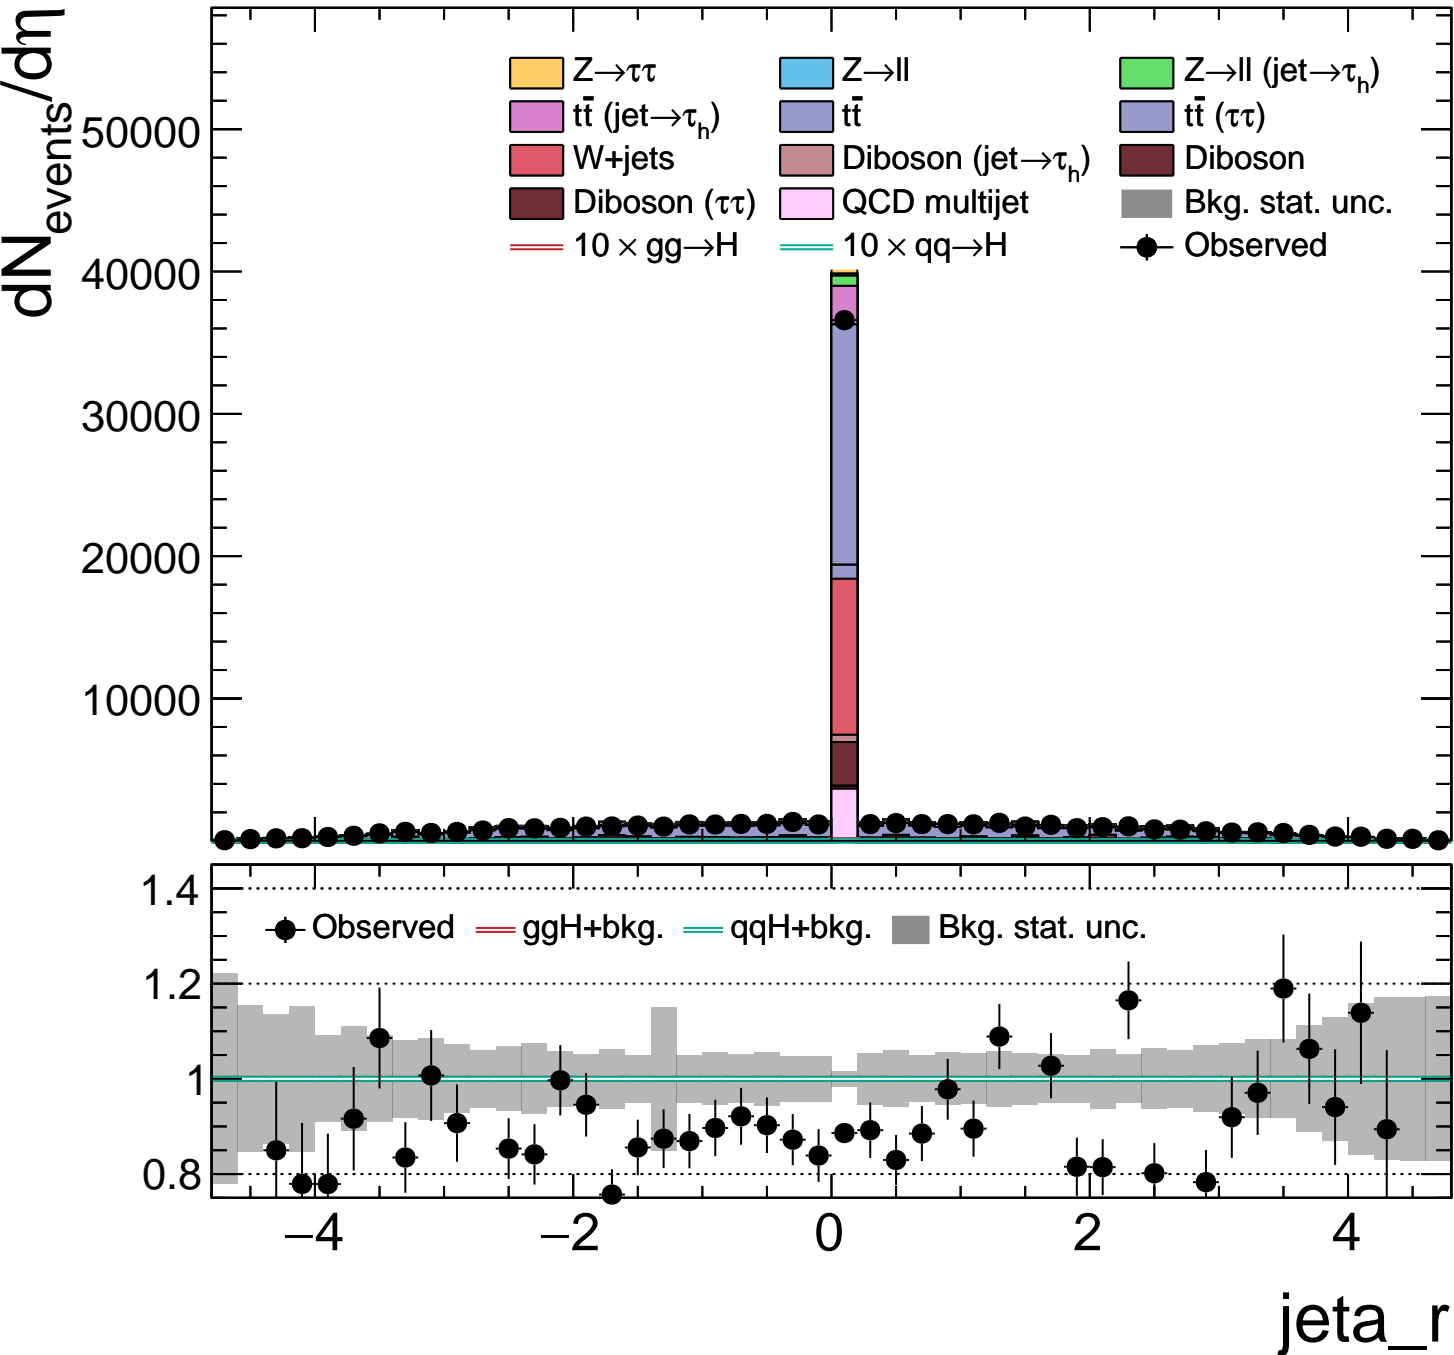 dN_events/dη
Z→ττ Z→ll Z→ll (jet→τ_h)
tt̄ (jet→τ_h) tt̄ tt̄ (ττ)
W+jets Diboson (jet→τ_h) Diboson
Diboson (ττ) QCD multijet Bkg. stat. unc.
10 × gg→H 10 × qq→H Observed
50000
40000
30000
20000
10000
1.4
Observed ggH+bkg. qqH+bkg. Bkg. stat. unc.
1.2
1
0.8
−4 −2 0 2 4
jeta_r